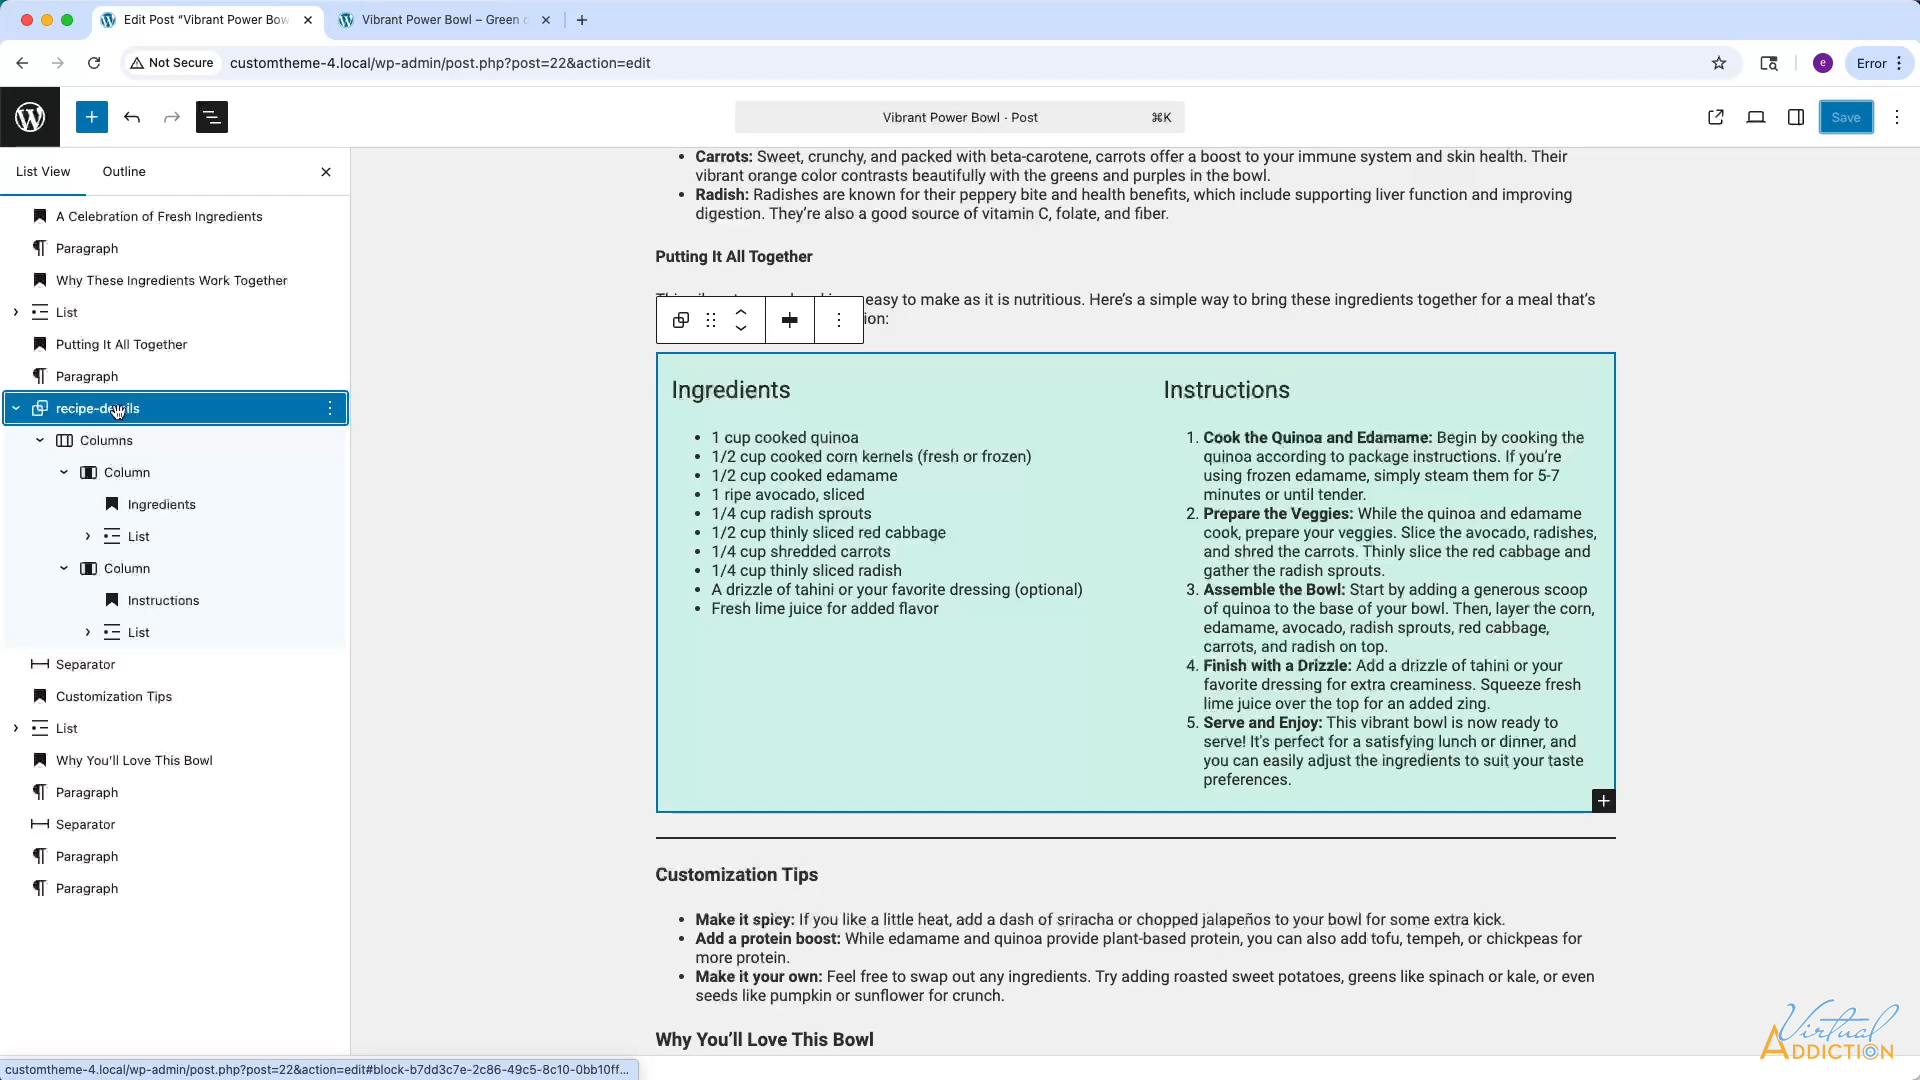 Edit Post “Vibrant Power Bow
Vibrant Power Bowl – Green
Not Secure
customtheme-4.local/wp-admin/post.php?post=22&action=edit
e
Error
Vibrant Power Bowl · Post
⌘K
Save
List View
Outline
A Celebration of Fresh Ingredients
Paragraph
Why These Ingredients Work Together
List
Putting It All Together
Paragraph
recipe-details
Columns
Column
Ingredients
List
Column
Instructions
List
Separator
Customization Tips
List
Why You’ll Love This Bowl
Paragraph
Separator
Paragraph
Paragraph
• Carrots: Sweet, crunchy, and packed with beta-carotene, carrots offer a boost to your immune system and skin health. Their
vibrant orange color contrasts beautifully with the greens and purples in the bowl.
• Radish: Radishes are known for their peppery bite and health benefits, which include supporting liver function and improving
digestion. They’re also a good source of vitamin C, folate, and fiber.
Putting It All Together
easy to make as it is nutritious. Here’s a simple way to bring these ingredients together for a meal that’s
ion:
Ingredients
• 1 cup cooked quinoa
• 1/2 cup cooked corn kernels (fresh or frozen)
• 1/2 cup cooked edamame
• 1 ripe avocado, sliced
• 1/4 cup radish sprouts
• 1/2 cup thinly sliced red cabbage
• 1/4 cup shredded carrots
• 1/4 cup thinly sliced radish
• A drizzle of tahini or your favorite dressing (optional)
• Fresh lime juice for added flavor
Instructions
1. Cook the Quinoa and Edamame: Begin by cooking the
quinoa according to package instructions. If you’re
using frozen edamame, simply steam them for 5-7
minutes or until tender.
2. Prepare the Veggies: While the quinoa and edamame
cook, prepare your veggies. Slice the avocado, radishes,
and shred the carrots. Thinly slice the red cabbage and
gather the radish sprouts.
3. Assemble the Bowl: Start by adding a generous scoop
of quinoa to the base of your bowl. Then, layer the corn,
edamame, avocado, radish sprouts, red cabbage,
carrots, and radish on top.
4. Finish with a Drizzle: Add a drizzle of tahini or your
favorite dressing for extra creaminess. Squeeze fresh
lime juice over the top for an added zing.
5. Serve and Enjoy: This vibrant bowl is now ready to
serve! It's perfect for a satisfying lunch or dinner, and
you can easily adjust the ingredients to suit your taste
preferences.
Customization Tips
• Make it spicy: If you like a little heat, add a dash of sriracha or chopped jalapeños to your bowl for some extra kick.
• Add a protein boost: While edamame and quinoa provide plant-based protein, you can also add tofu, tempeh, or chickpeas for
more protein.
• Make it your own: Feel free to swap out any ingredients. Try adding roasted sweet potatoes, greens like spinach or kale, or even
seeds like pumpkin or sunflower for crunch.
Why You’ll Love This Bowl
customtheme-4.local/wp-admin/post.php?post=22&action=edit#block-b7dd3c7e-2c86-49c5-8c10-0bb10ff...
Virtual
ADDICTION